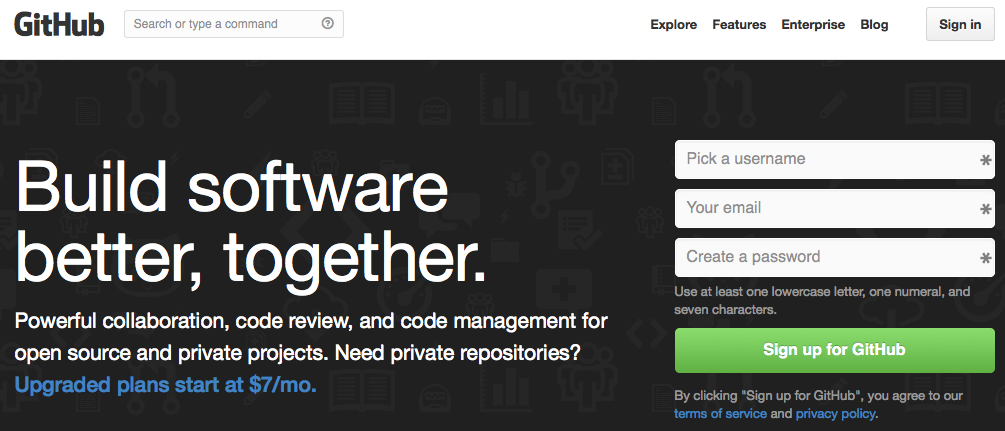 GitHub
Search or type a command
Explore Features Enterprise Blog
Sign in
Build software
better, together.
Powerful collaboration, code review, and code management for
open source and private projects. Need private repositories?
Upgraded plans start at $7/mo.
Pick a username
Your email
Create a password
Use at least one lowercase letter, one numeral, and
seven characters.
Sign up for GitHub
By clicking "Sign up for GitHub", you agree to our
terms of service and privacy policy.